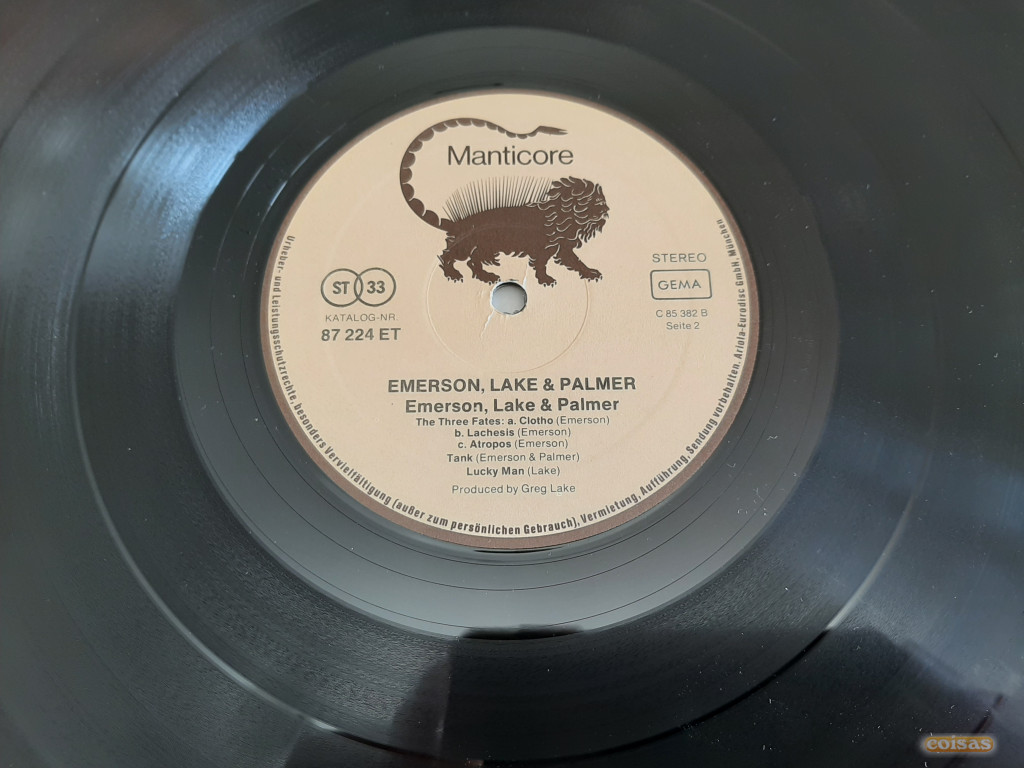 Manticore
ST 33
KATALOG-NR.
87 224 ET
STEREO
GEMA
C 85 382 B
Seite 2
EMERSON, LAKE & PALMER
Emerson, Lake & Palmer
The Three Fates: a. Clotho (Emerson)
b. Lachesis (Emerson)
c. Atropos (Emerson)
Tank (Emerson & Palmer)
Lucky Man (Lake)
Produced by Greg Lake
Urheber- und Leistungsschutzrechte, besonders Vervielfältigung (außer zum persönlichen Gebrauch), Vermietung, Aufführung, Sendung vorbehalten. Ariola-Eurodisc GmbH · München
coisas